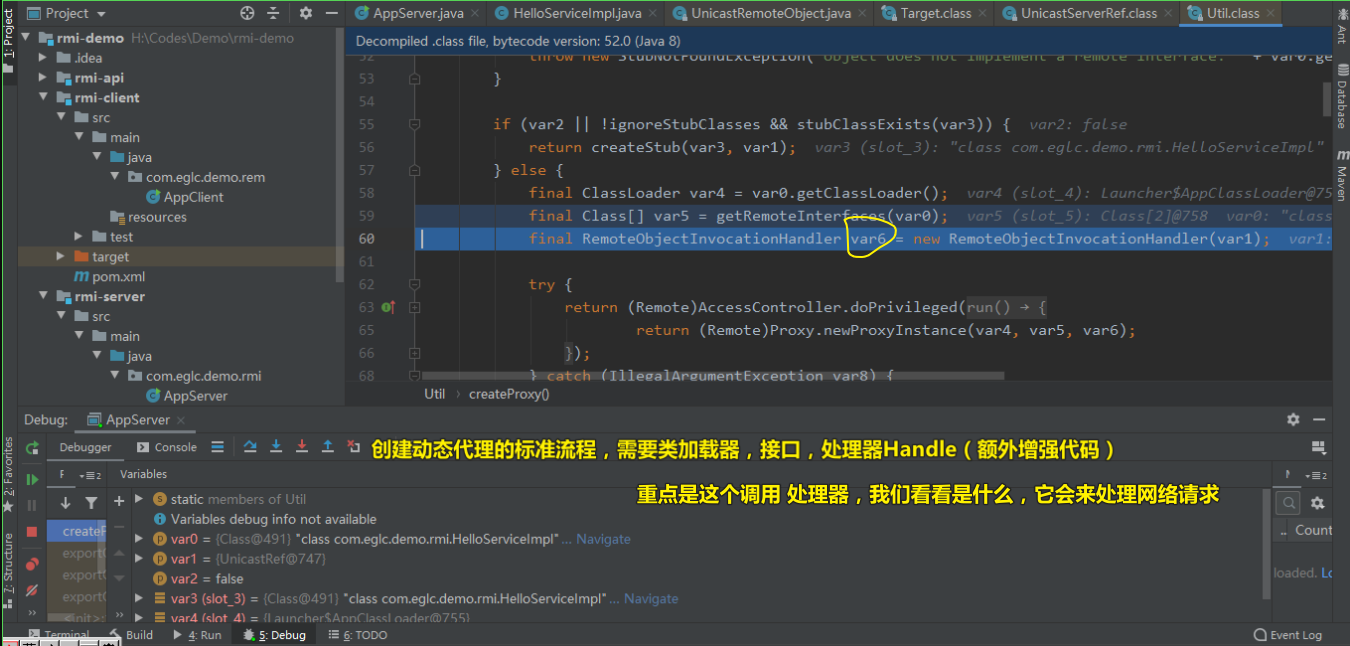 1: Project
Project
rmi-demo H:\Codes\Demo\rmi-demo
.idea
rmi-api
rmi-client
src
main
java
com.eglc.demo.rem
AppClient
resources
test
target
pom.xml
rmi-server
src
main
java
com.eglc.demo.rmi
AppServer
AppServer.java
HelloServiceImpl.java
UnicastRemoteObject.java
Target.class
UnicastServerRef.class
Util.class
Decompiled .class file, bytecode version: 52.0 (Java 8)
53 }
54
55 if (var2 || !ignoreStubClasses && stubClassExists(var3)) { var2: false
56 return createStub(var3, var1); var3 (slot_3): "class com.eglc.demo.rmi.HelloServiceImpl"
57 } else {
58 final ClassLoader var4 = var0.getClassLoader(); var4 (slot_4): Launcher$AppClassLoader@75
59 final Class[] var5 = getRemoteInterfaces(var0); var5 (slot_5): Class[2]@758 var0: "class
60 final RemoteObjectInvocationHandler var6 = new RemoteObjectInvocationHandler(var1); var1:
61
62 try {
63 return (Remote)AccessController.doPrivileged(run() → {
65 return (Remote)Proxy.newProxyInstance(var4, var5, var6);
66 });
68 } catch (IllegalArgumentException var8) {
Util › createProxy()
Ant
Database
Maven
Debug: AppServer
Debugger Console
创建动态代理的标准流程，需要类加载器，接口，处理器Handle（额外增强代码）
重点是这个调用 处理器，我们看看是什么，它会来处理网络请求
F 2 Variables
static members of Util
Variables debug info not available
var0 = {Class@491} "class com.eglc.demo.rmi.HelloServiceImpl"... Navigate
var1 = {UnicastRef@747}
var2 = false
var3 (slot_3) = {Class@491} "class com.eglc.demo.rmi.HelloServiceImpl"... Navigate
var4 (slot_4) = {Launcher$AppClassLoader@755}
createF
export
export
export
<init>:
Count
loaded. Lo
2: Favorites
7: Structure
Terminal Build 4: Run 5: Debug 6: TODO Event Log